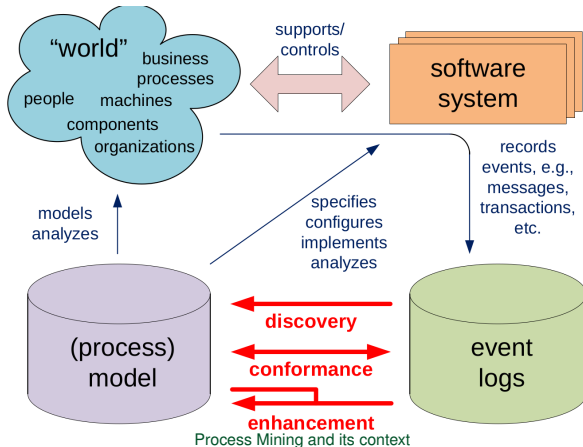 "world"
business
processes
people
machines
components
organizations
supports/
controls
software
system
records
events, e.g.,
messages,
transactions,
etc.
models
analyzes
specifies
configures
implements
analyzes
(process)
model
discovery
conformance
enhancement
event
logs
Process Mining and its context